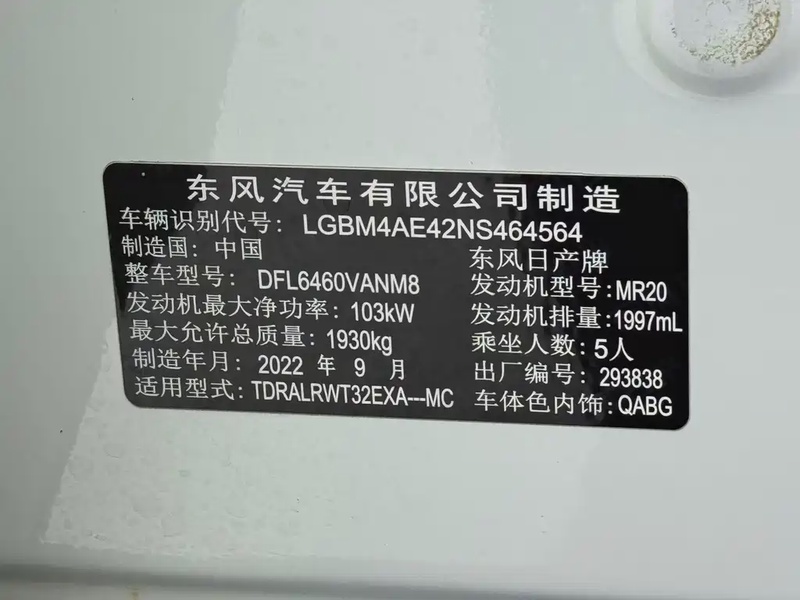 东风汽车有限公司制造
车辆识别代号: LGBM4AE42NS464564
制造国: 中国 东风日产牌
整车型号: DFL6460VANM8 发动机型号:MR20
发动机最大净功率: 103kW 发动机排量:1997mL
最大允许总质量: 1930kg 乘坐人数: 5人
制造年月: 2022 年 9 月 出厂编号: 293838
适用型式: TDRALRWT32EXA---MC 车体色内饰: QABG